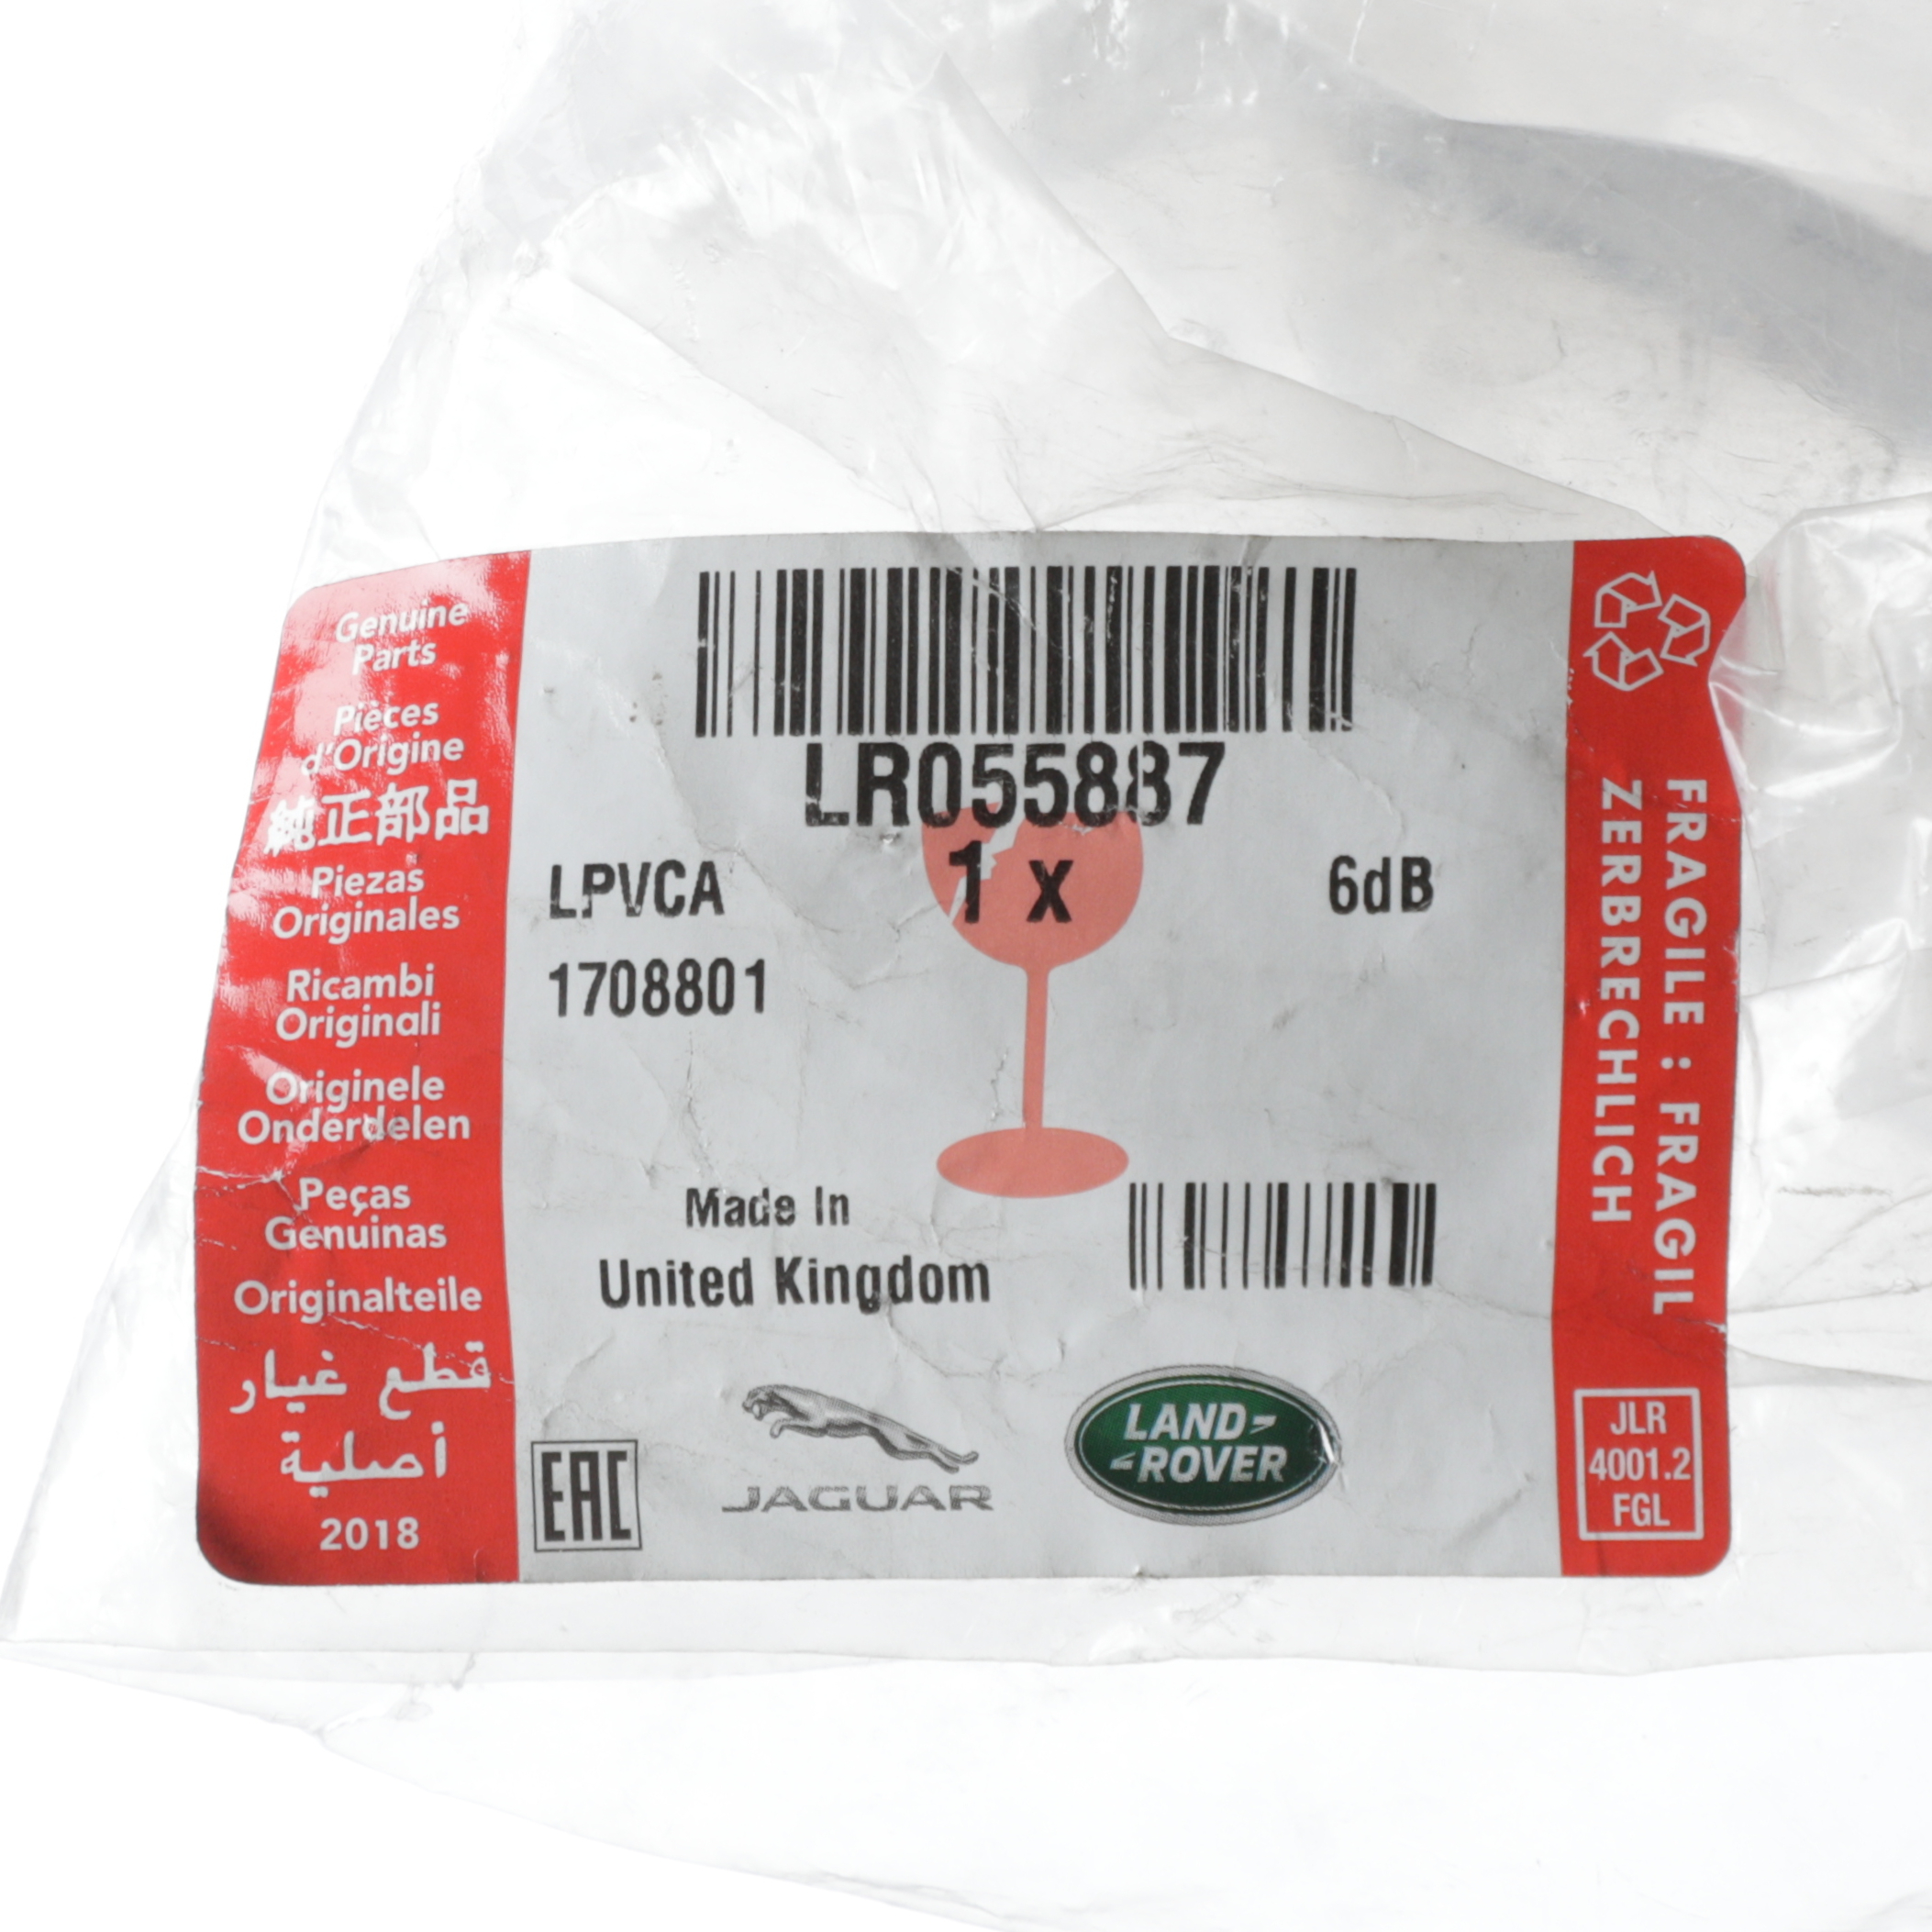 Genuine
Parts
Pièces
d'Origine
純正部品
Piezas
Originales
Ricambi
Originali
Originele
Onderdelen
Peças
Genuinas
Originalteile
قطع غيار
أصلية
2018
LR055887
LPVCA 1 x 6dB
1708801
Made In
United Kingdom
EAC
JAGUAR
LAND
ROVER
FRAGILE : FRAGIL
ZERBRECHLICH
JLR
4001.2
FGL